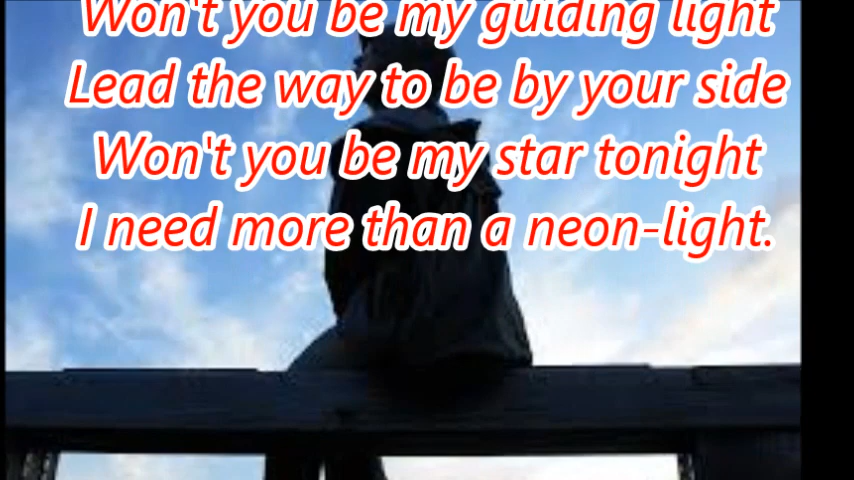 Won't you be my guiding light
Lead the way to be by your side
Won't you be my star tonight
I need more than a neon-light.